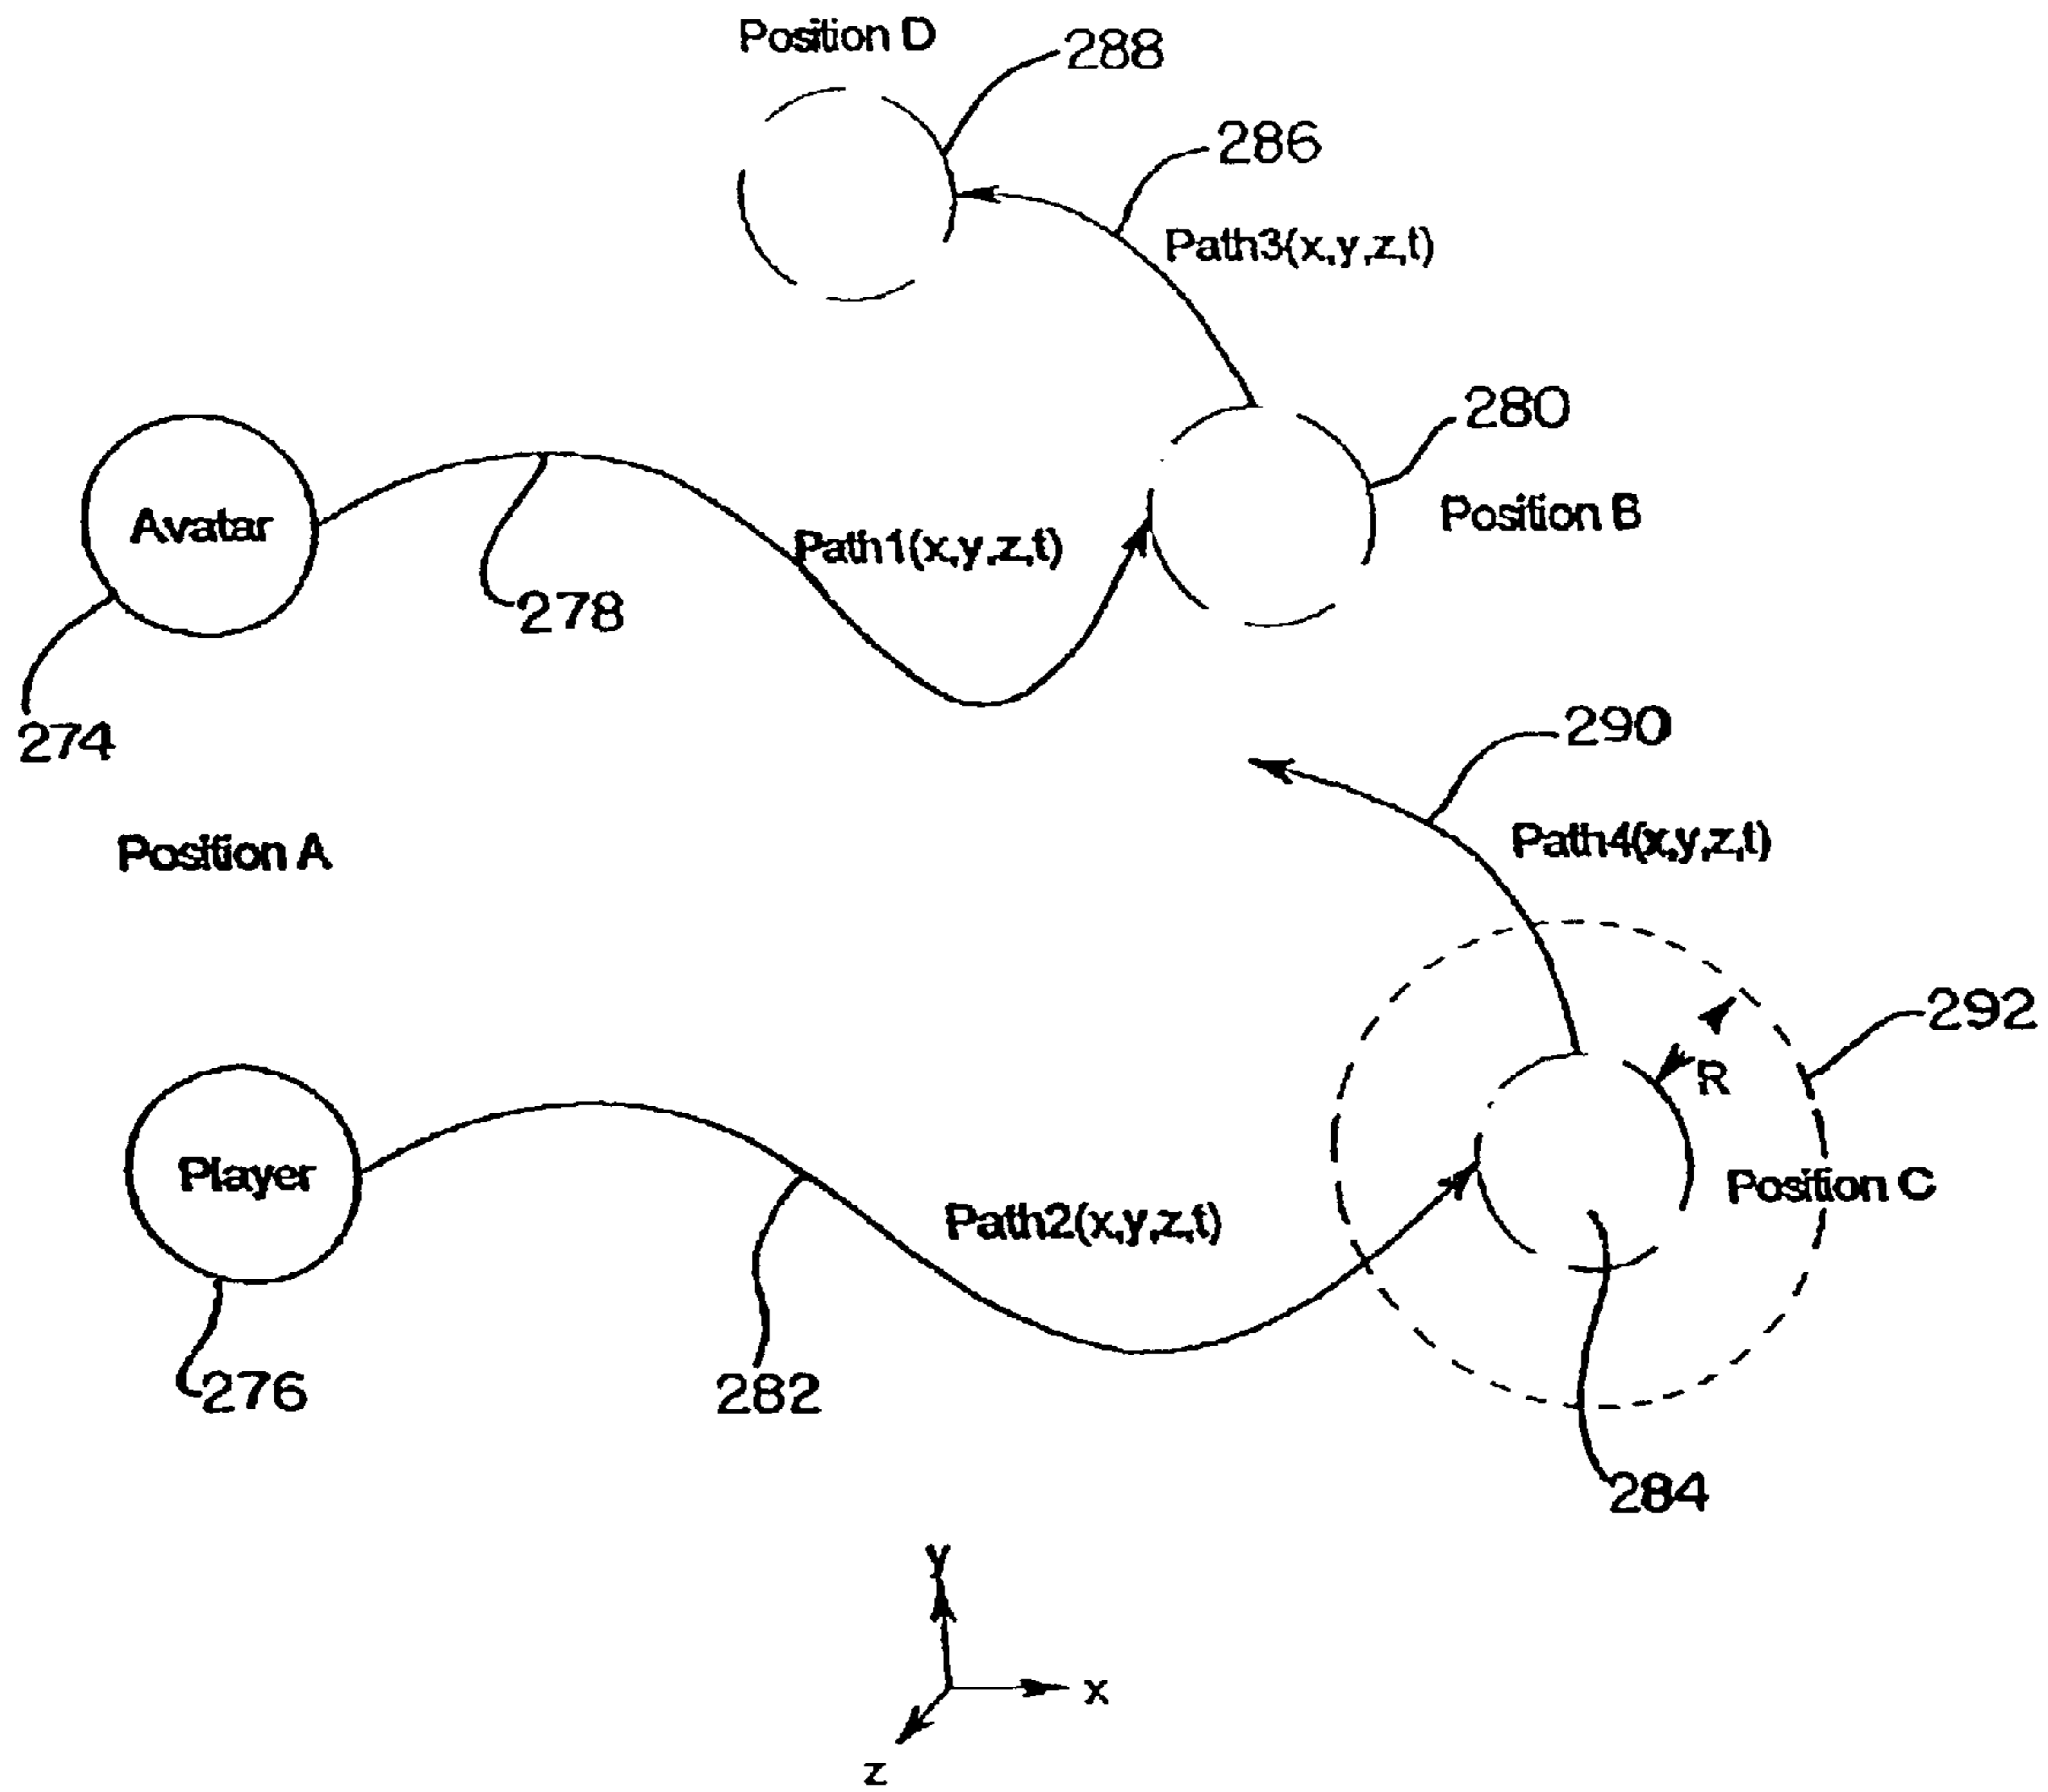 Position D
288
286
Path3(x,y,z,t)
280
Avatar
Position B
Path1(x,y,z,t)
278
274
290
Position A
Path4(x,y,z,t)
292
R
Player
Position C
Path2(x,y,z,t)
276
282
284
y
x
z